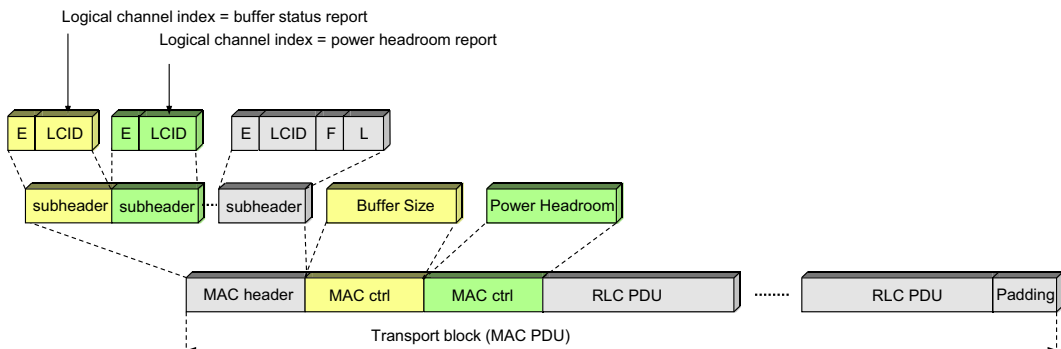 Logical channel index = buffer status report
Logical channel index = power headroom report
E LCID E LCID E LCID F L
subheader subheader subheader Buffer Size Power Headroom
MAC header MAC ctrl MAC ctrl RLC PDU RLC PDU Padding
Transport block (MAC PDU)